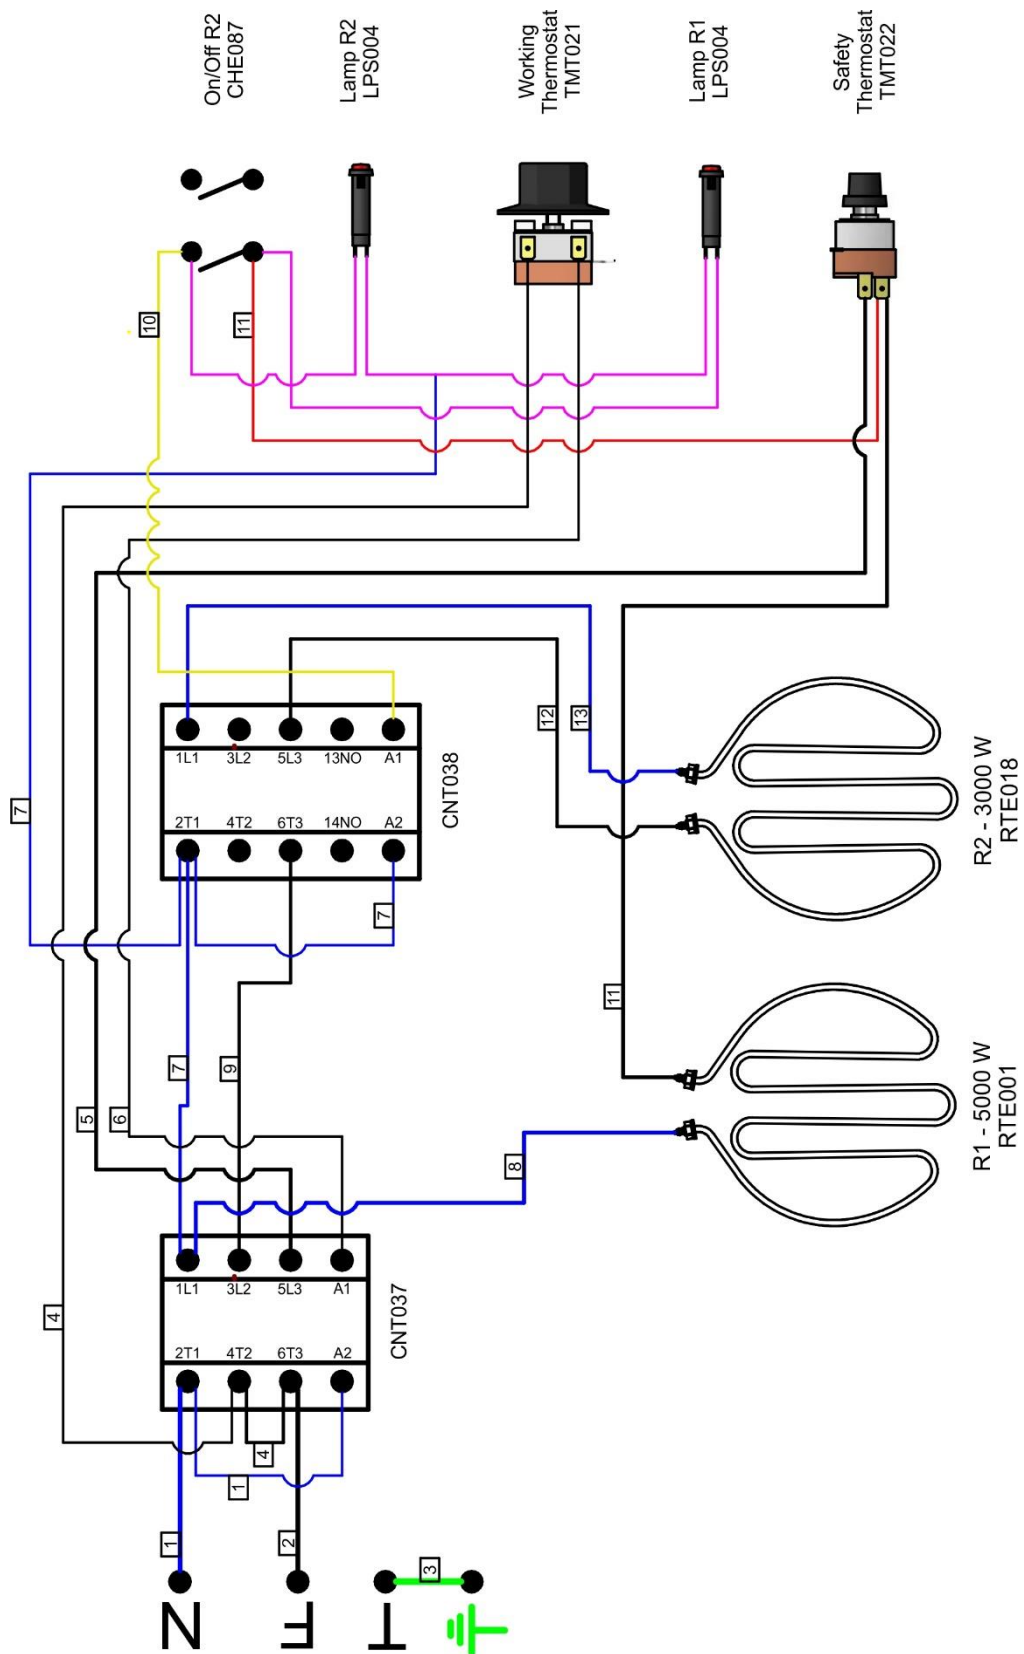 On/Off R2
CHE087
Lamp R2
LPS004
Working
Thermostat
TMT021
Lamp R1
LPS004
Safety
Thermostat
TMT022
10
11
7
12
13
1L1
3L2
5L3
13NO
A1
2T1
4T2
6T3
14NO
A2
CNT038
7
R2 - 3000 W
RTE018
11
7
9
5
6
8
R1 - 5000 W
RTE001
1L1
3L2
5L3
A1
4
2T1
4T2
6T3
A2
CNT037
4
1
1
2
3
N
F
T